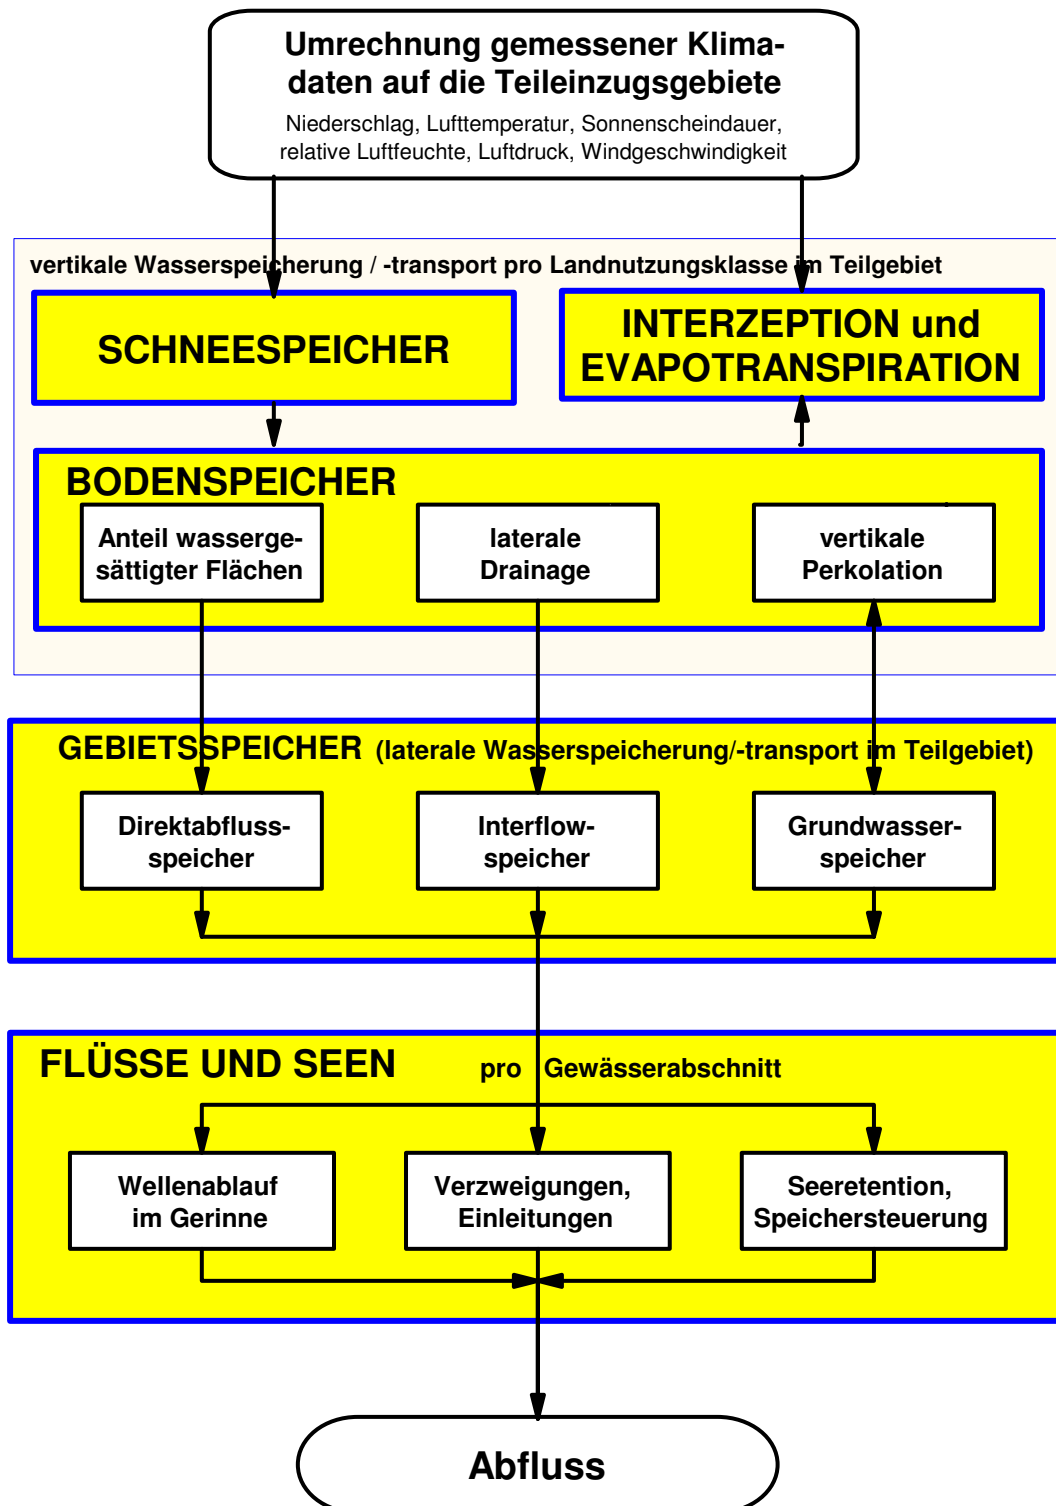 Umrechnung gemessener Klima-
daten auf die Teileinzugsgebiete
Niederschlag, Lufttemperatur, Sonnenscheindauer,
relative Luftfeuchte, Luftdruck, Windgeschwindigkeit
vertikale Wasserspeicherung / -transport pro Landnutzungsklasse im Teilgebiet
SCHNEESPEICHER
INTERZEPTION und
EVAPOTRANSPIRATION
BODENSPEICHER
Anteil wasserge-
sättigter Flächen
laterale
Drainage
vertikale
Perkolation
GEBIETSSPEICHER (laterale Wasserspeicherung/-transport im Teilgebiet)
Direktabfluss-
speicher
Interflow-
speicher
Grundwasser-
speicher
FLÜSSE UND SEEN pro Gewässerabschnitt
Wellenablauf
im Gerinne
Verzweigungen,
Einleitungen
Seeretention,
Speichersteuerung
Abfluss